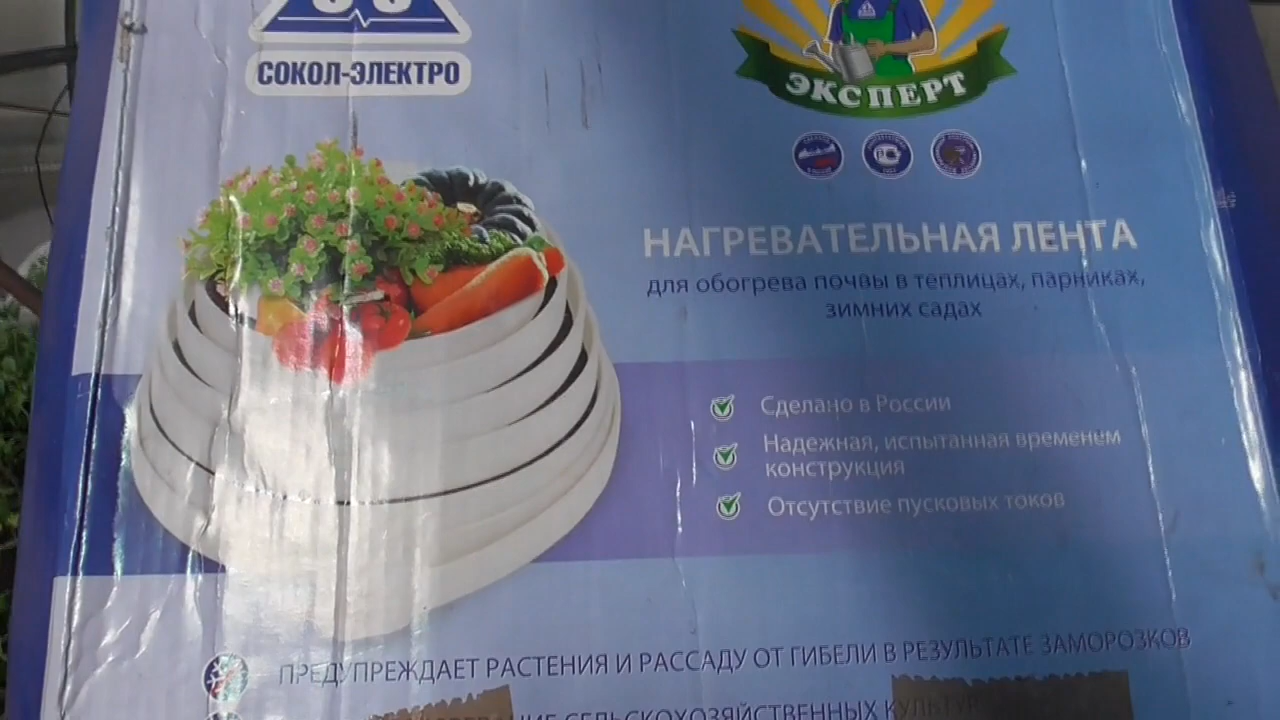 СОКОЛ-ЭЛЕКТРО
ЭКСПЕРТ
НАГРЕВАТЕЛЬНАЯ ЛЕНТА
для обогрева почвы в теплицах, парниках,
зимних садах
Сделано в России
Надежная, испытанная временем
конструкция
Отсутствие пусковых токов
ПРЕДУПРЕЖДАЕТ РАСТЕНИЯ И РАССАДУ ОТ ГИБЕЛИ В РЕЗУЛЬТАТЕ ЗАМОРОЗКОВ
СЕЛЬСКОХОЗЯЙСТВЕННЫХ